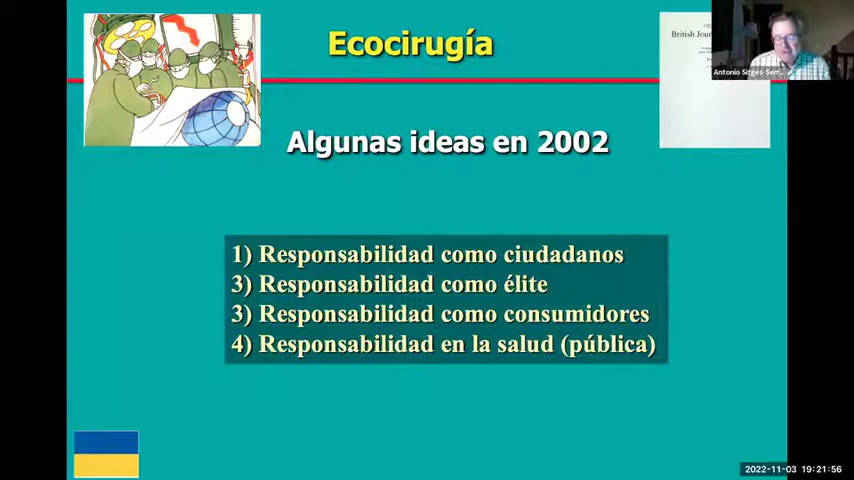 Ecocirugía
British Jour
Antonio Sitges-Serr...
Algunas ideas en 2002
1) Responsabilidad como ciudadanos
3) Responsabilidad como élite
3) Responsabilidad como consumidores
4) Responsabilidad en la salud (pública)
2022-11-03 19:21:56